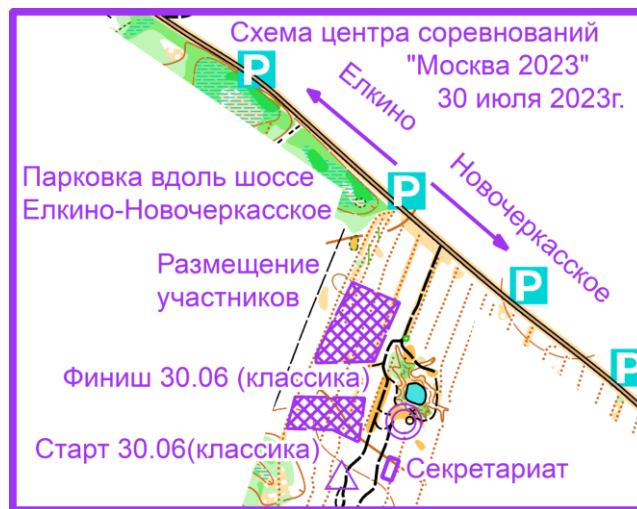 Схема центра соревнований
"Москва 2023"
30 июля 2023г.
P
Елкино
Новочеркасское
P
Парковка вдоль шоссе
Елкино-Новочеркасское
Размещение
участников
P
P
Финиш 30.06 (классика)
Старт 30.06(классика)
Секретариат